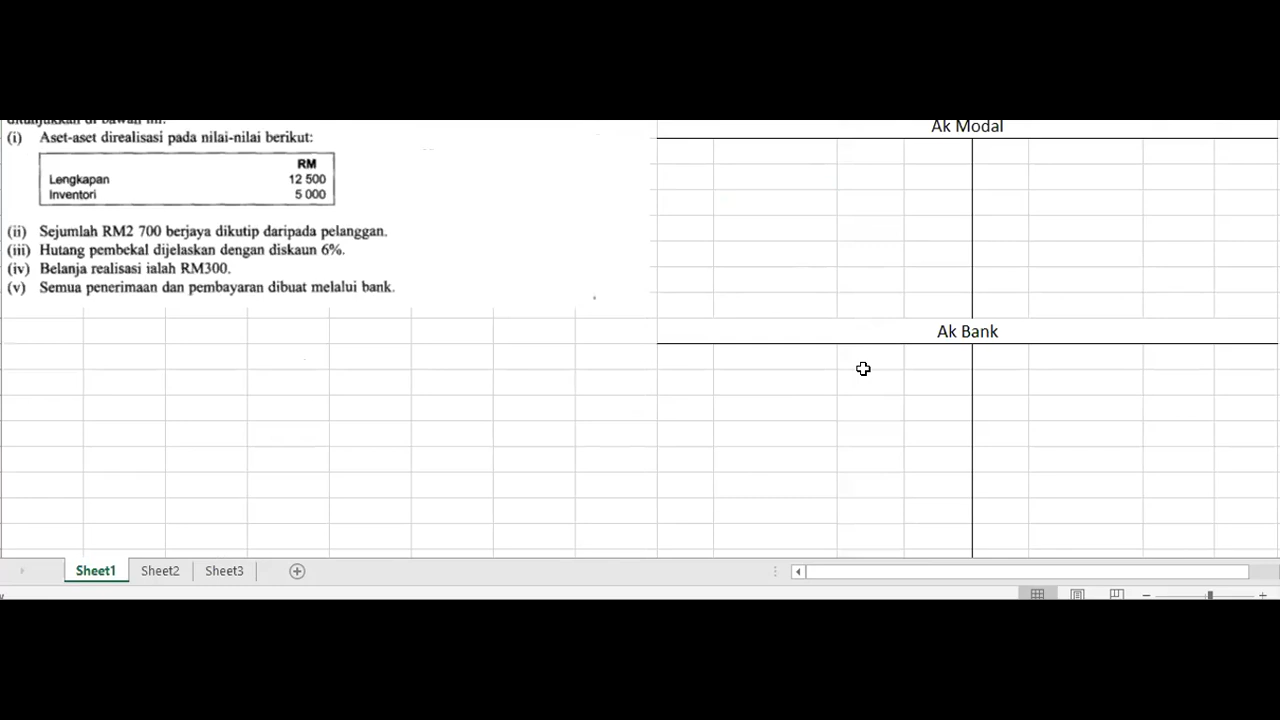 (i) Aset-aset direalisasi pada nilai-nilai berikut:
RM
Lengkapan 12 500
Inventori 5 000
(ii) Sejumlah RM2 700 berjaya dikutip daripada pelanggan.
(iii) Hutang pembekal dijelaskan dengan diskaun 6%.
(iv) Belanja realisasi ialah RM300.
(v) Semua penerimaan dan pembayaran dibuat melalui bank.
Ak Modal
Ak Bank
Sheet1 Sheet2 Sheet3